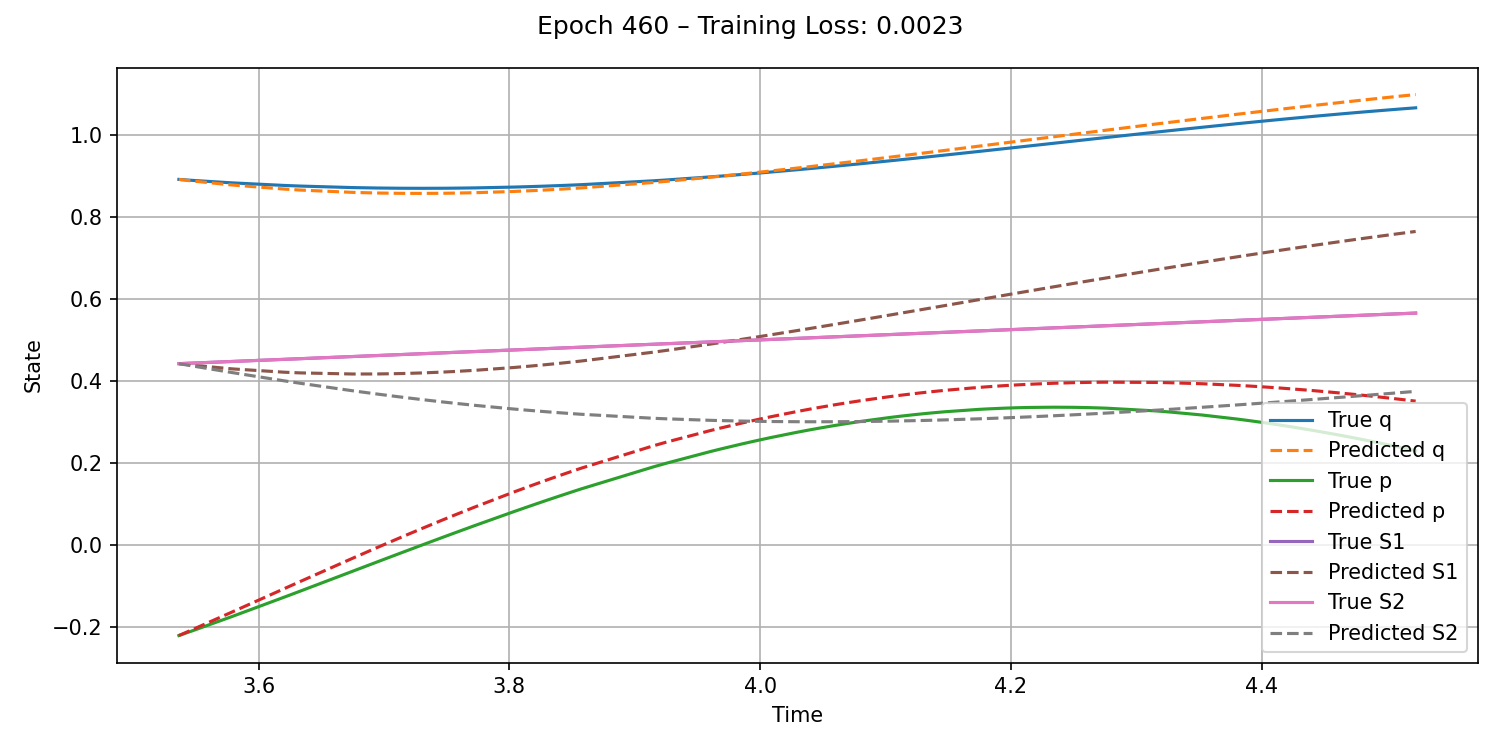 Epoch 460 – Training Loss: 0.0023
1.0
0.8
0.6
0.4
0.2
0.0
−0.2
State
True q
Predicted q
True p
Predicted p
True S1
Predicted S1
True S2
Predicted S2
3.6 3.8 4.0 4.2 4.4
Time